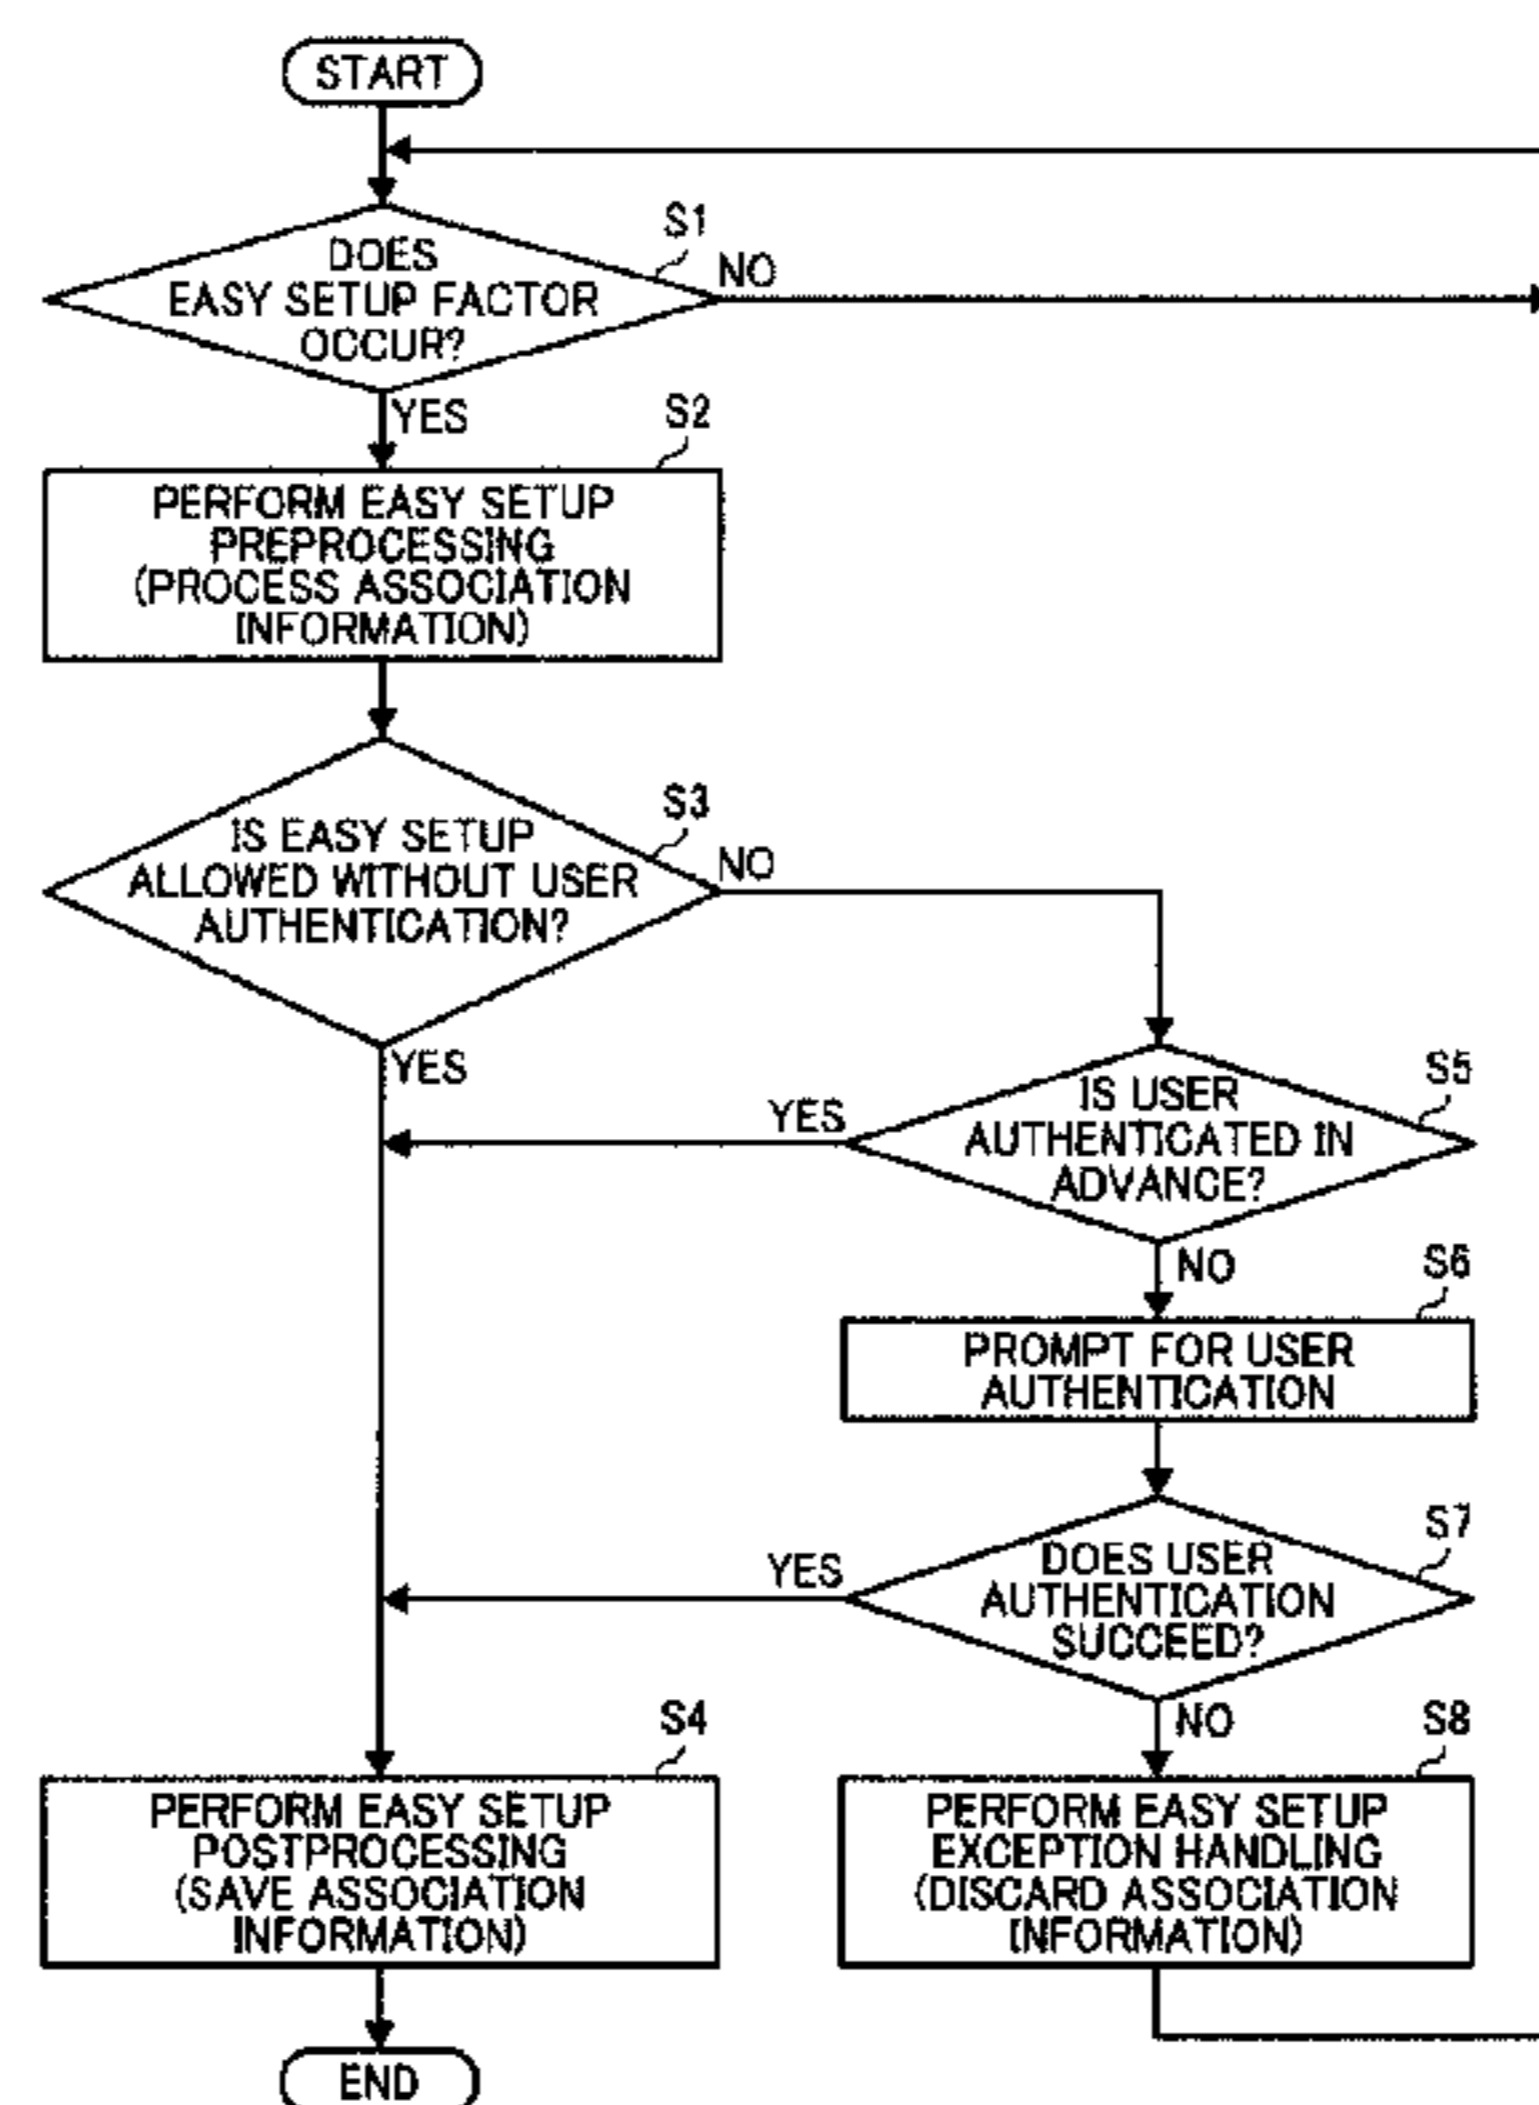 START
S1
DOES
EASY SETUP FACTOR
OCCUR?
NO
YES
S2
PERFORM EASY SETUP
PREPROCESSING
(PROCESS ASSOCIATION
INFORMATION)
S3
IS EASY SETUP
ALLOWED WITHOUT USER
AUTHENTICATION?
NO
YES
S5
IS USER
AUTHENTICATED IN
ADVANCE?
YES
NO
S6
PROMPT FOR USER
AUTHENTICATION
S7
DOES USER
AUTHENTICATION
SUCCEED?
YES
NO
S4
PERFORM EASY SETUP
POSTPROCESSING
(SAVE ASSOCIATION
INFORMATION)
S8
PERFORM EASY SETUP
EXCEPTION HANDLING
(DISCARD ASSOCIATION
INFORMATION)
END